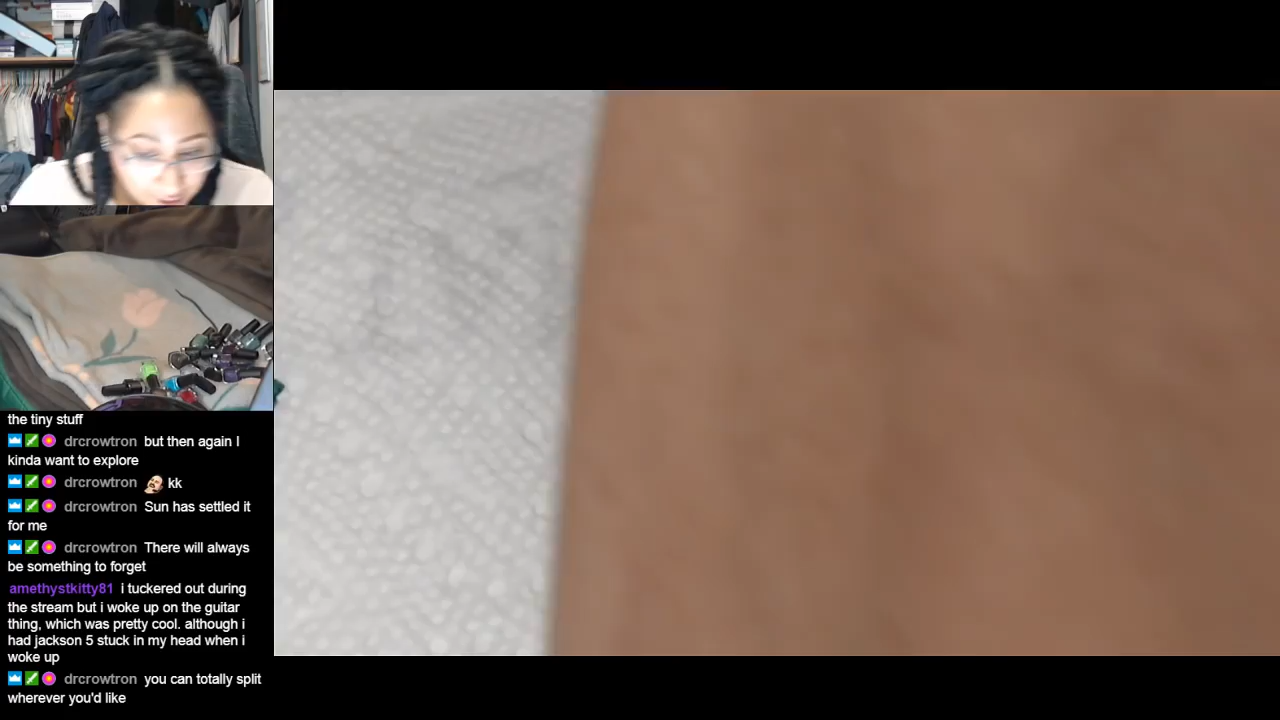 the tiny stuff
drcrowtron but then again I
kinda want to explore
drcrowtron kk
drcrowtron Sun has settled it
for me
drcrowtron There will always
be something to forget
amethystkitty81 i tuckered out during
the stream but i woke up on the guitar
thing, which was pretty cool. although i
had jackson 5 stuck in my head when i
woke up
drcrowtron you can totally split
wherever you'd like